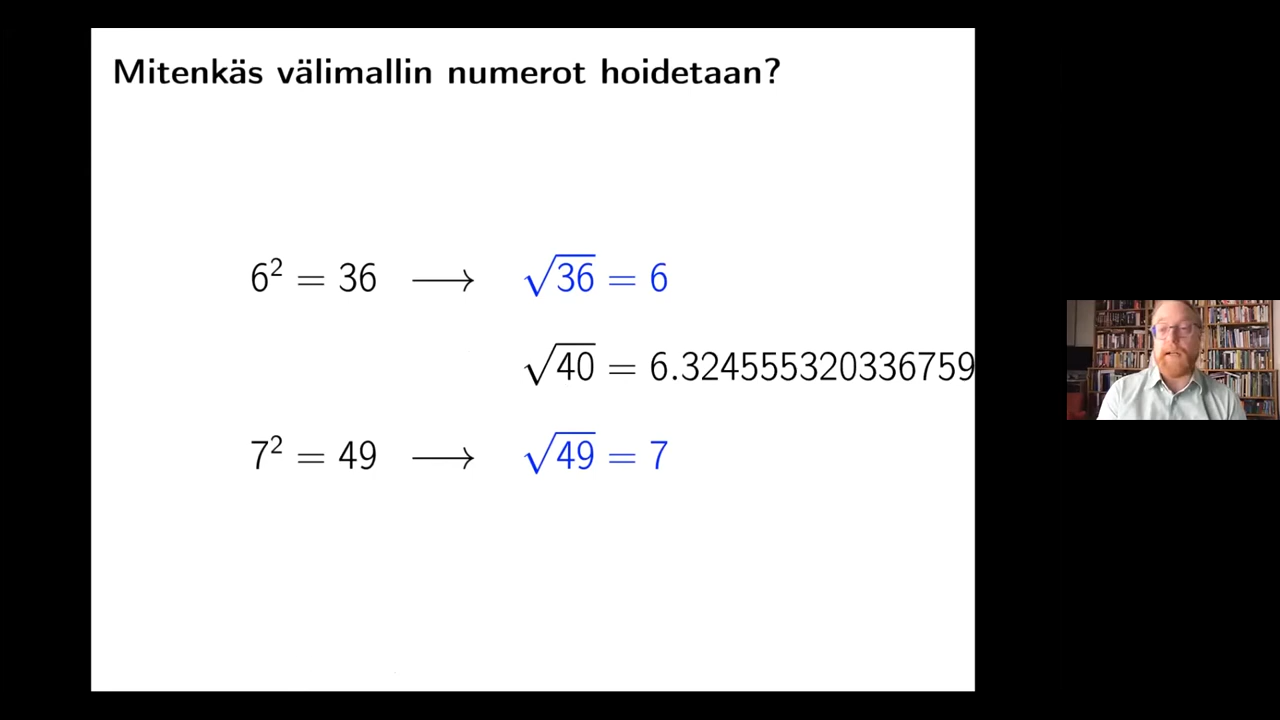 Mitenkäs välimallin numerot hoidetaan?
6² = 36 ⟶ √36 = 6
√40 = 6.324555320336759
7² = 49 ⟶ √49 = 7